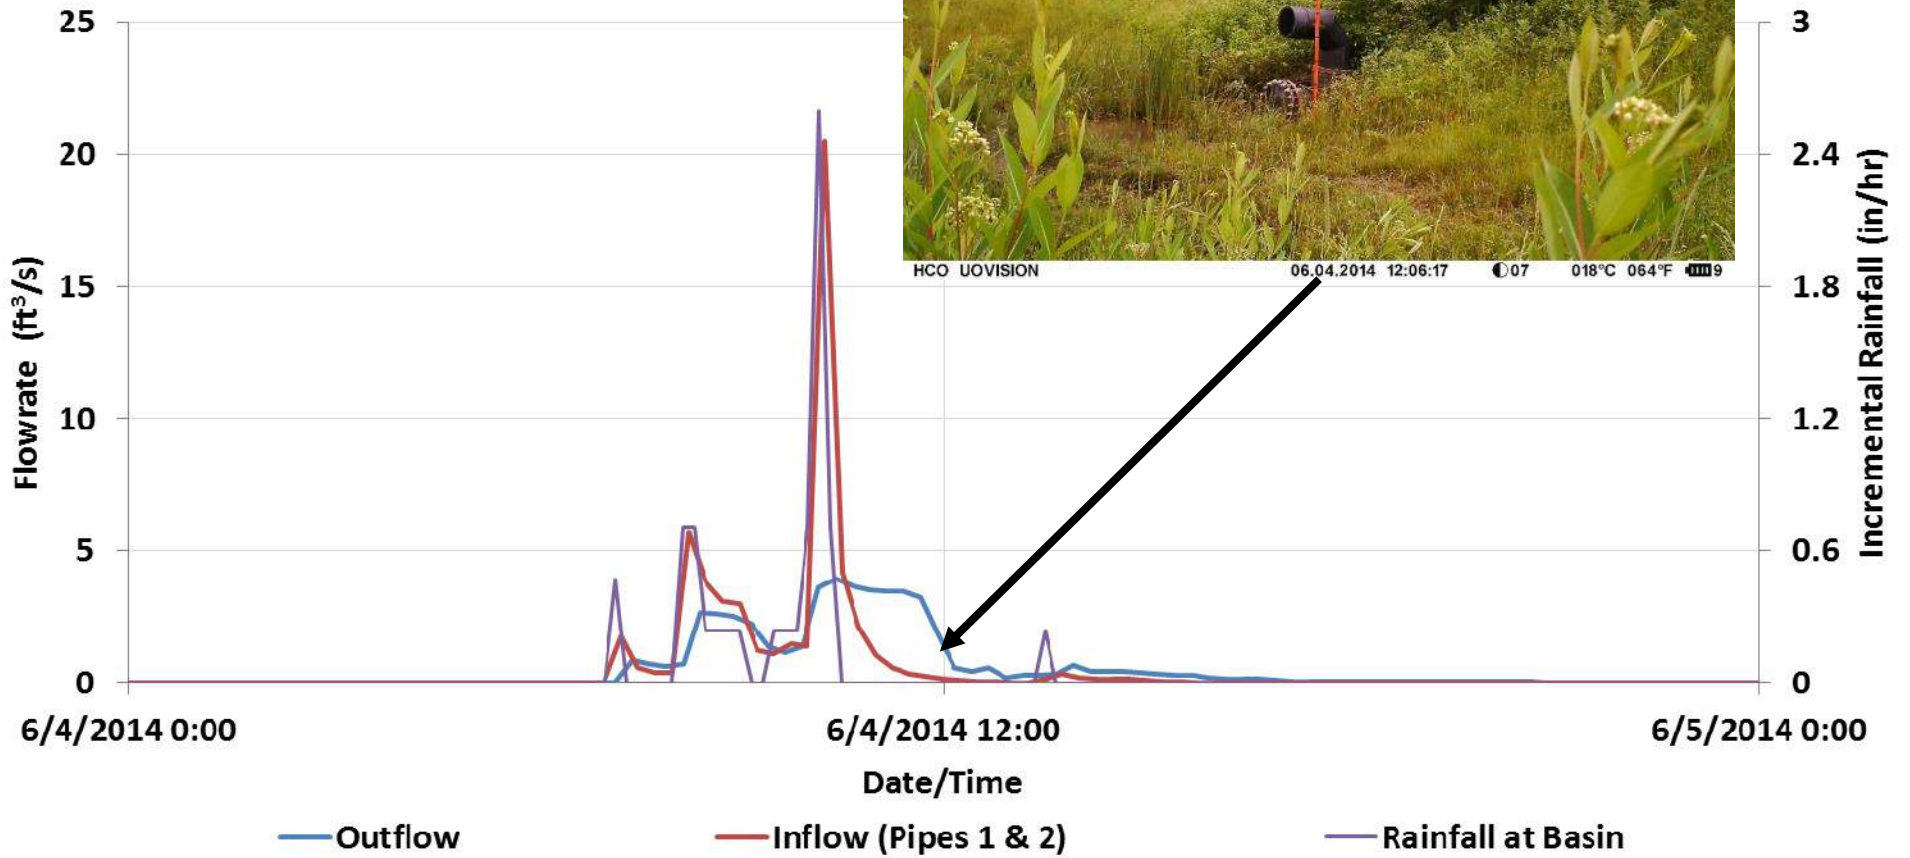 25
20
15
10
5
0
Flowrate (ft³/s)
3
2.4
1.8
1.2
0.6
0
Incremental Rainfall (in/hr)
HCO UOVISION 06.04.2014 12:06:17 07 018°C 064°F 9
6/4/2014 0:00 6/4/2014 12:00 6/5/2014 0:00
Date/Time
Outflow Inflow (Pipes 1 & 2) Rainfall at Basin